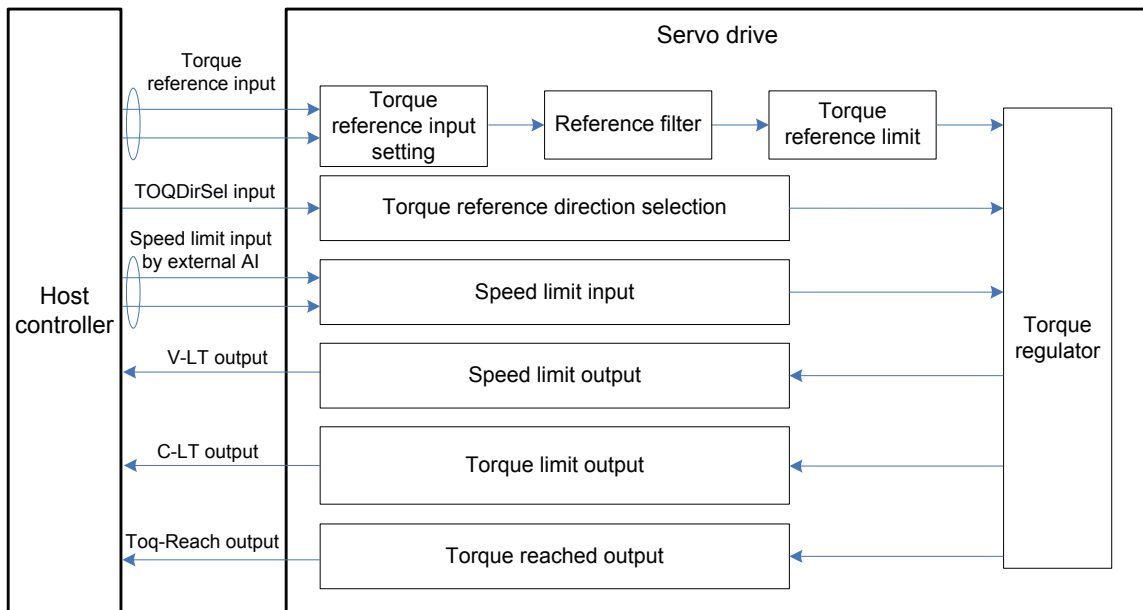 Servo drive
Torque
reference input
Torque
reference input
setting
Reference filter
Torque
reference limit
TOQDirSel input
Torque reference direction selection
Speed limit input
by external AI
Speed limit input
Host
controller
Torque
regulator
V-LT output
Speed limit output
C-LT output
Torque limit output
Toq-Reach output
Torque reached output